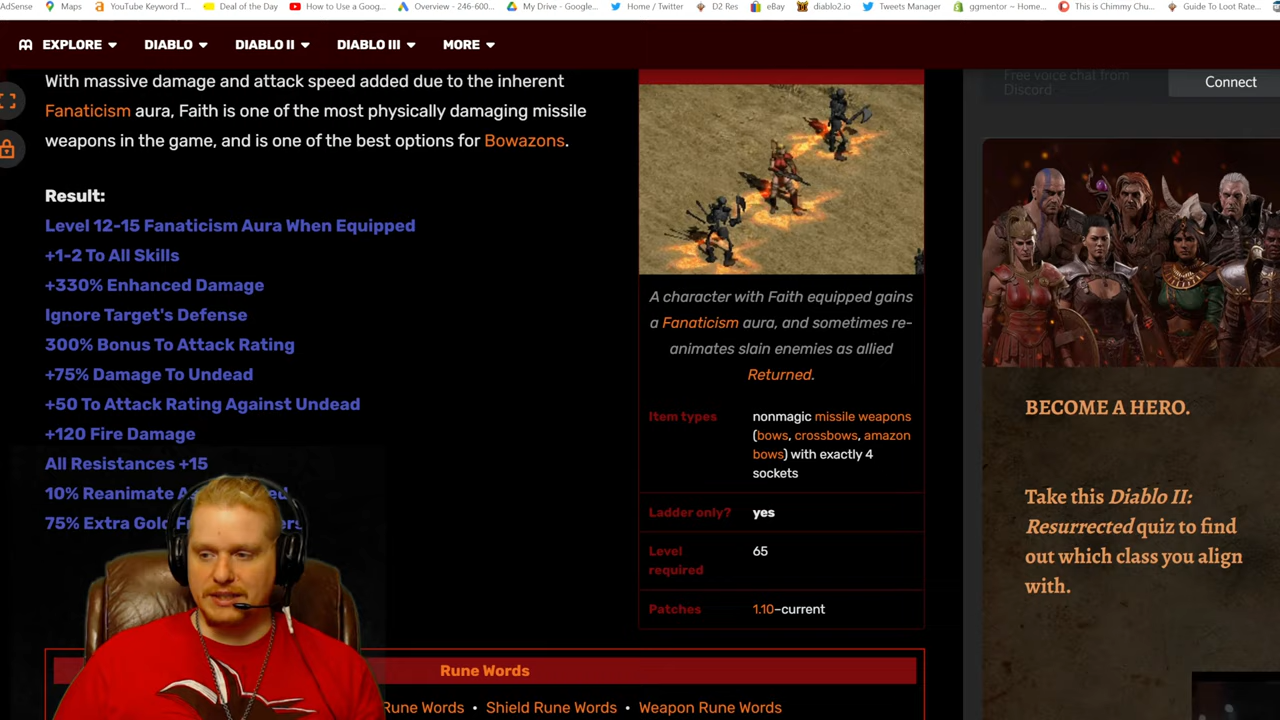 AdSense Maps YouTube Keyword T... Deal of the Day How to Use a Goog... Overview - 246-600... My Drive - Google... Home / Twitter D2 Res eBay diablo2.io Tweets Manager ggmentor ~ Home... This is Chimmy Chu... Guide To Loot Rate...
EXPLORE DIABLO DIABLO II DIABLO III MORE
With massive damage and attack speed added due to the inherent
Fanaticism aura, Faith is one of the most physically damaging missile
weapons in the game, and is one of the best options for Bowazons.
Result:
Level 12-15 Fanaticism Aura When Equipped
+1-2 To All Skills
+330% Enhanced Damage
Ignore Target's Defense
300% Bonus To Attack Rating
+75% Damage To Undead
+50 To Attack Rating Against Undead
+120 Fire Damage
All Resistances +15
10% Reanimate
75% Extra Gold
A character with Faith equipped gains
a Fanaticism aura, and sometimes re-
animates slain enemies as allied
Returned.
Item types
nonmagic missile weapons
(bows, crossbows, amazon
bows) with exactly 4
sockets
Ladder only? yes
Level
required
65
Patches 1.10–current
Rune Words
Rune Words • Shield Rune Words • Weapon Rune Words
Free voice chat from
Discord
Connect
BECOME A HERO.
Take this Diablo II:
Resurrected quiz to find
out which class you align
with.